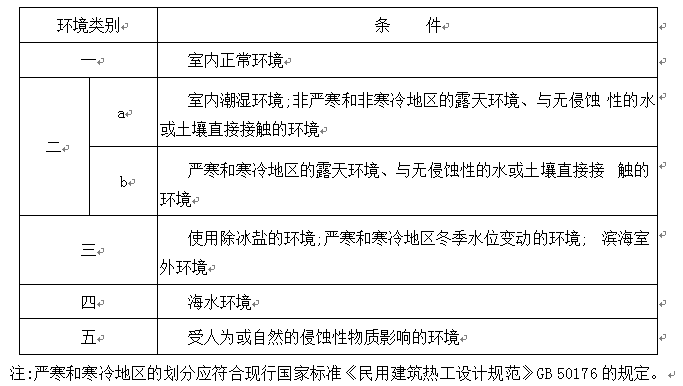 环境类别 条 件
一 室内正常环境
室内潮湿环境;非严寒和非寒冷地区的露天环境、与无侵蚀 性的水
a
或土壤直接接触的环境
二
严寒和寒冷地区的露天环境、与无侵蚀性的水或土壤直接接 触的
b
环境
使用除冰盐的环境;严寒和寒冷地区冬季水位变动的环境; 滨海室
三
外环境
四 海水环境
五 受人为或自然的侵蚀性物质影响的环境
注:严寒和寒冷地区的划分应符合现行国家标准《民用建筑热工设计规范》GB 50176 的规定。